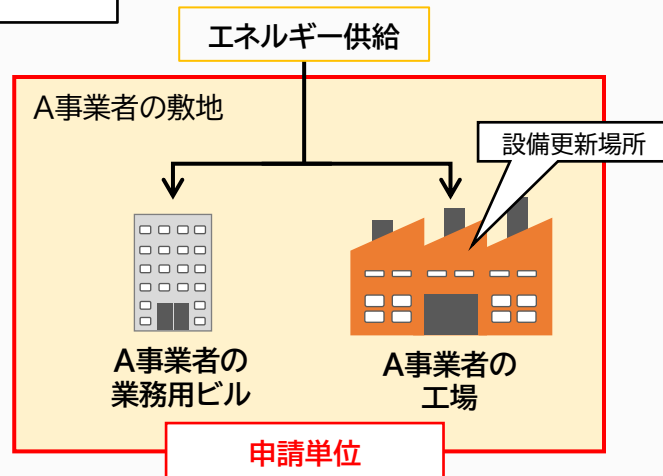 エネルギー供給
A事業者の敷地
設備更新場所
A事業者の
業務用ビル
A事業者の
工場
申請単位